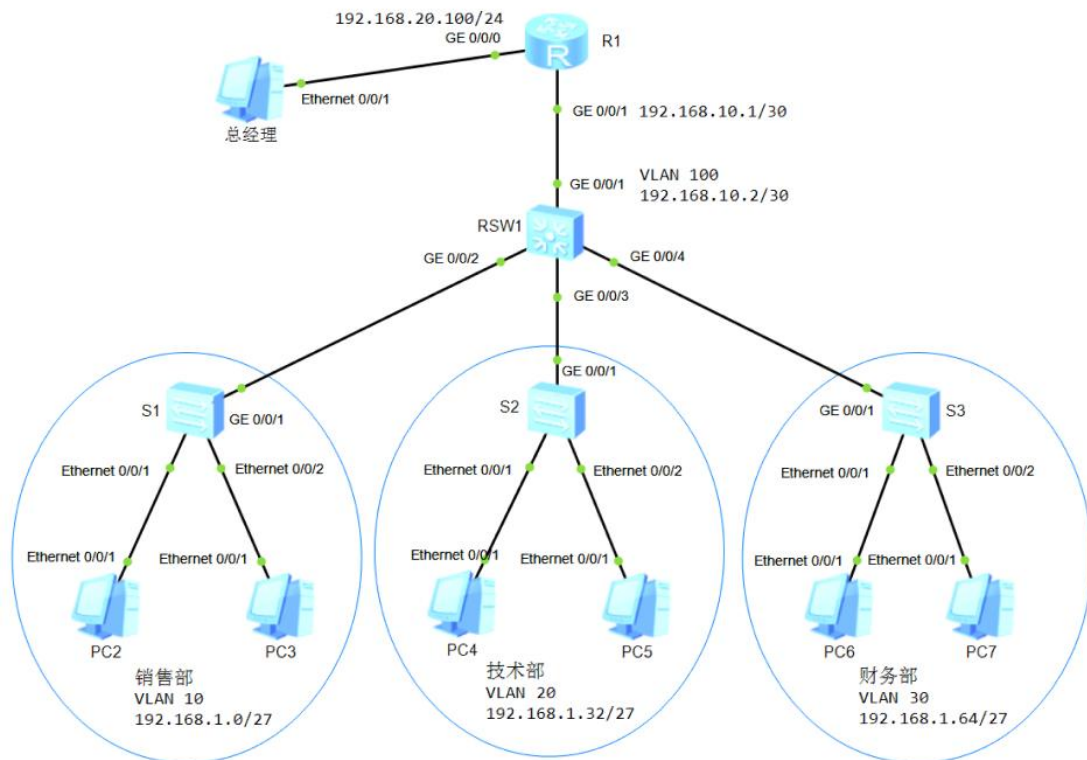 192.168.20.100/24
GE 0/0/0
R1
R
Ethernet 0/0/1
总经理
GE 0/0/1 192.168.10.1/30
GE 0/0/1
VLAN 100
192.168.10.2/30
RSW1
GE 0/0/2
GE 0/0/4
GE 0/0/3
S1
GE 0/0/1
Ethernet 0/0/1
Ethernet 0/0/2
Ethernet 0/0/1
Ethernet 0/0/1
PC2
PC3
销售部
VLAN 10
192.168.1.0/27
GE 0/0/1
S2
Ethernet 0/0/1
Ethernet 0/0/2
Ethernet 0/0/1
Ethernet 0/0/1
PC4
PC5
技术部
VLAN 20
192.168.1.32/27
GE 0/0/1
S3
Ethernet 0/0/1
Ethernet 0/0/2
Ethernet 0/0/1
Ethernet 0/0/1
PC6
PC7
财务部
VLAN 30
192.168.1.64/27